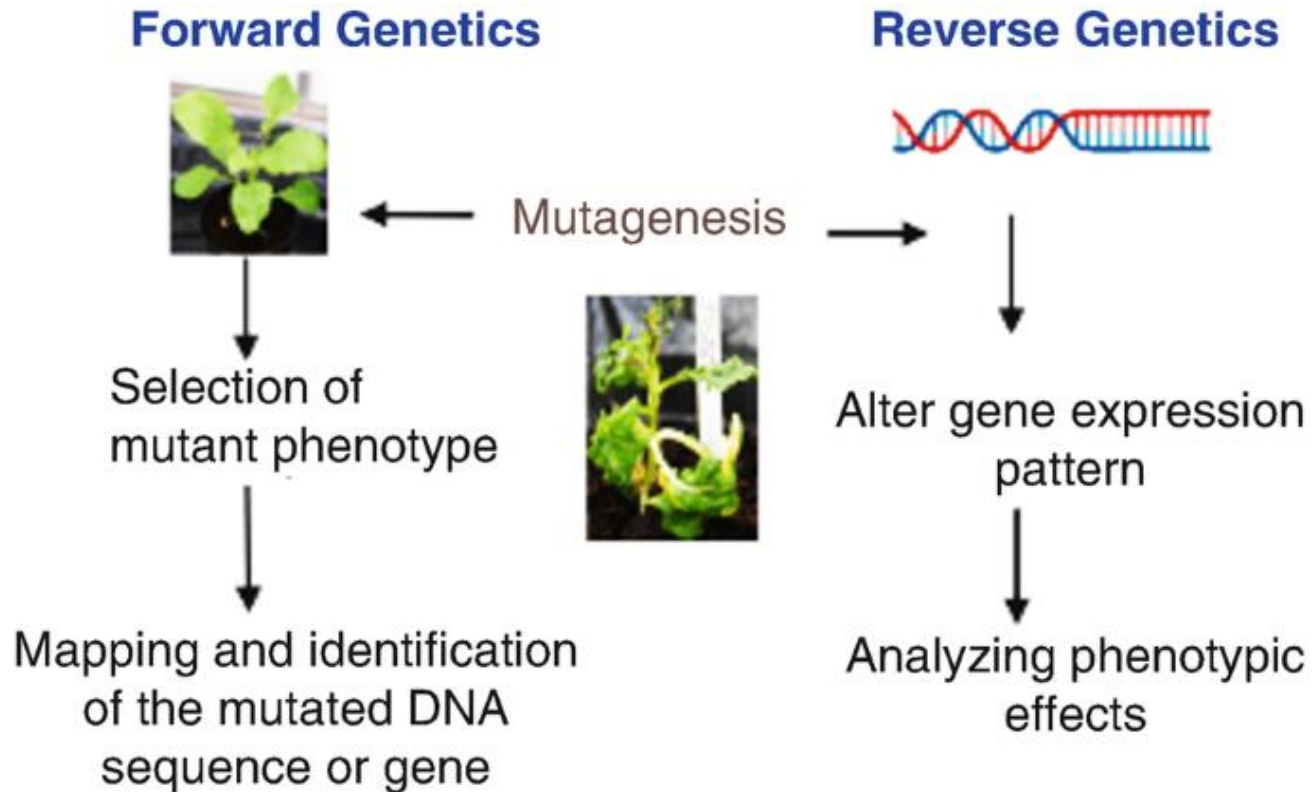 Forward Genetics
Reverse Genetics
Mutagenesis
Selection of
mutant phenotype
Mapping and identification
of the mutated DNA
sequence or gene
Alter gene expression
pattern
Analyzing phenotypic
effects